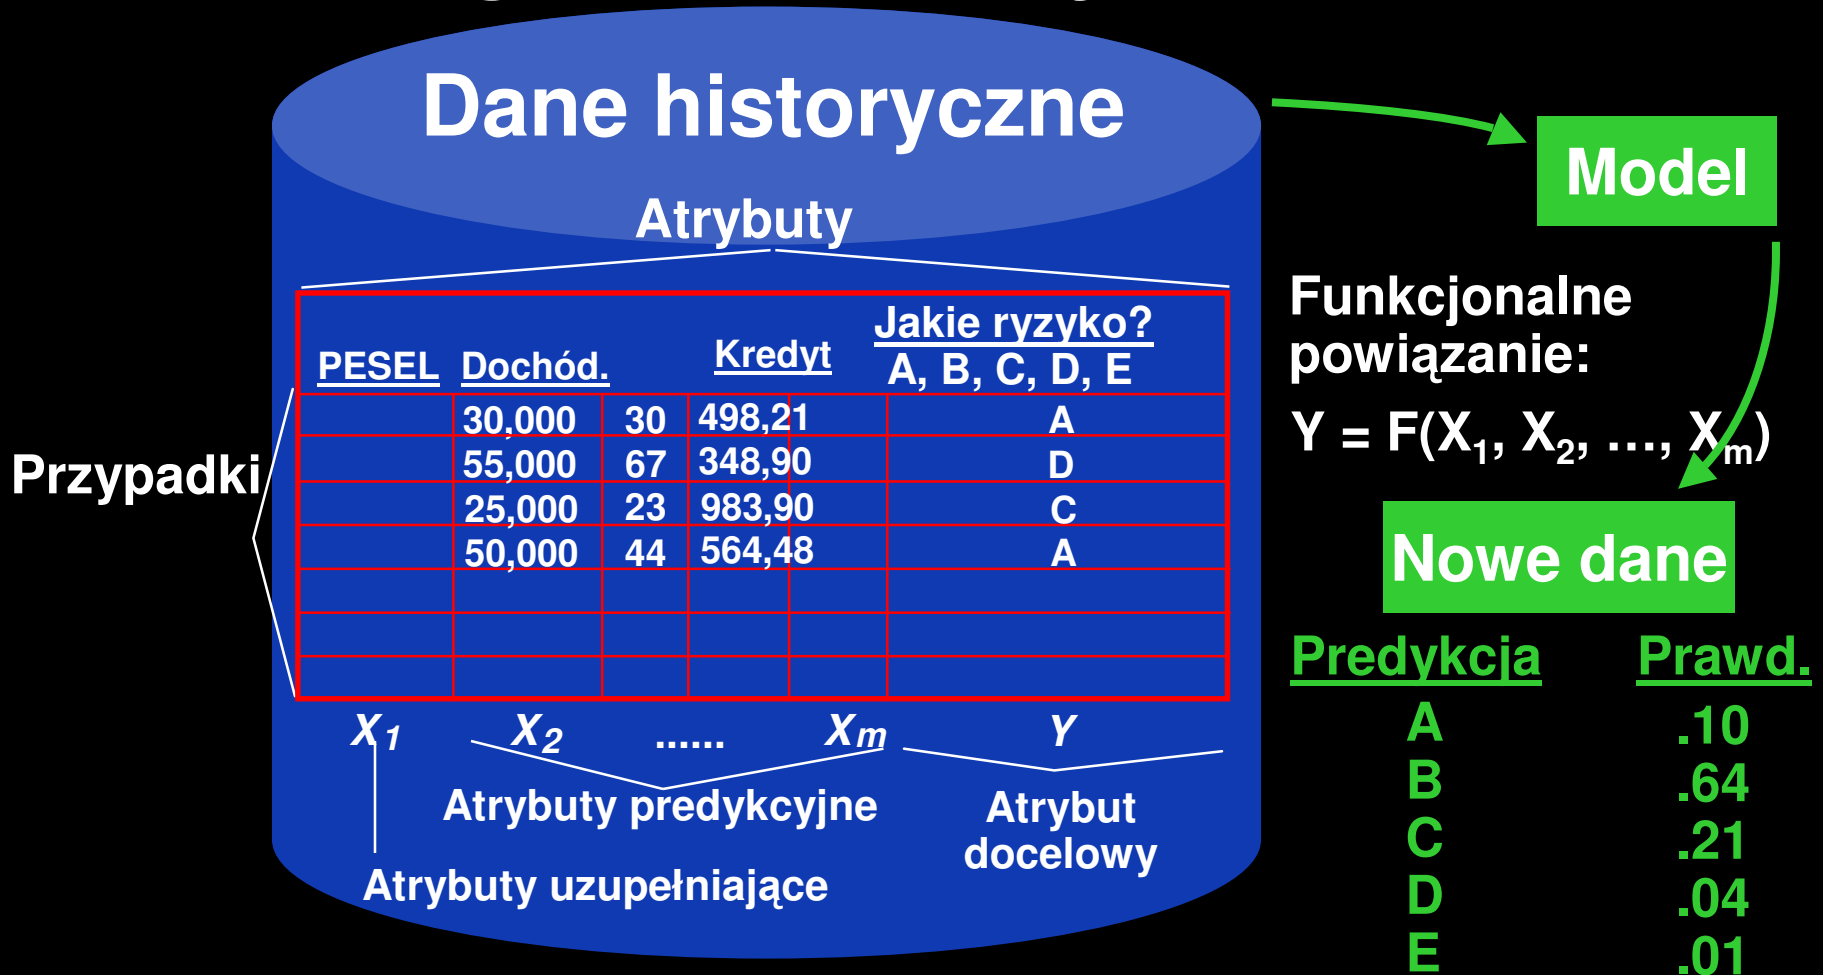 Dane historyczne
Atrybuty
PESEL Dochód. Kredyt Jakie ryzyko?
A, B, C, D, E
30,000 30 498,21 A
55,000 67 348,90 D
25,000 23 983,90 C
50,000 44 564,48 A
Przypadki
X1 X2 ...... Xm Y
Atrybuty predykcyjne
Atrybut
docelowy
Atrybuty uzupełniające
Model
Funkcjonalne
powiązanie:
Y = F(X1, X2, ..., Xm)
Nowe dane
Predykcja Prawd.
A .10
B .64
C .21
D .04
E .01